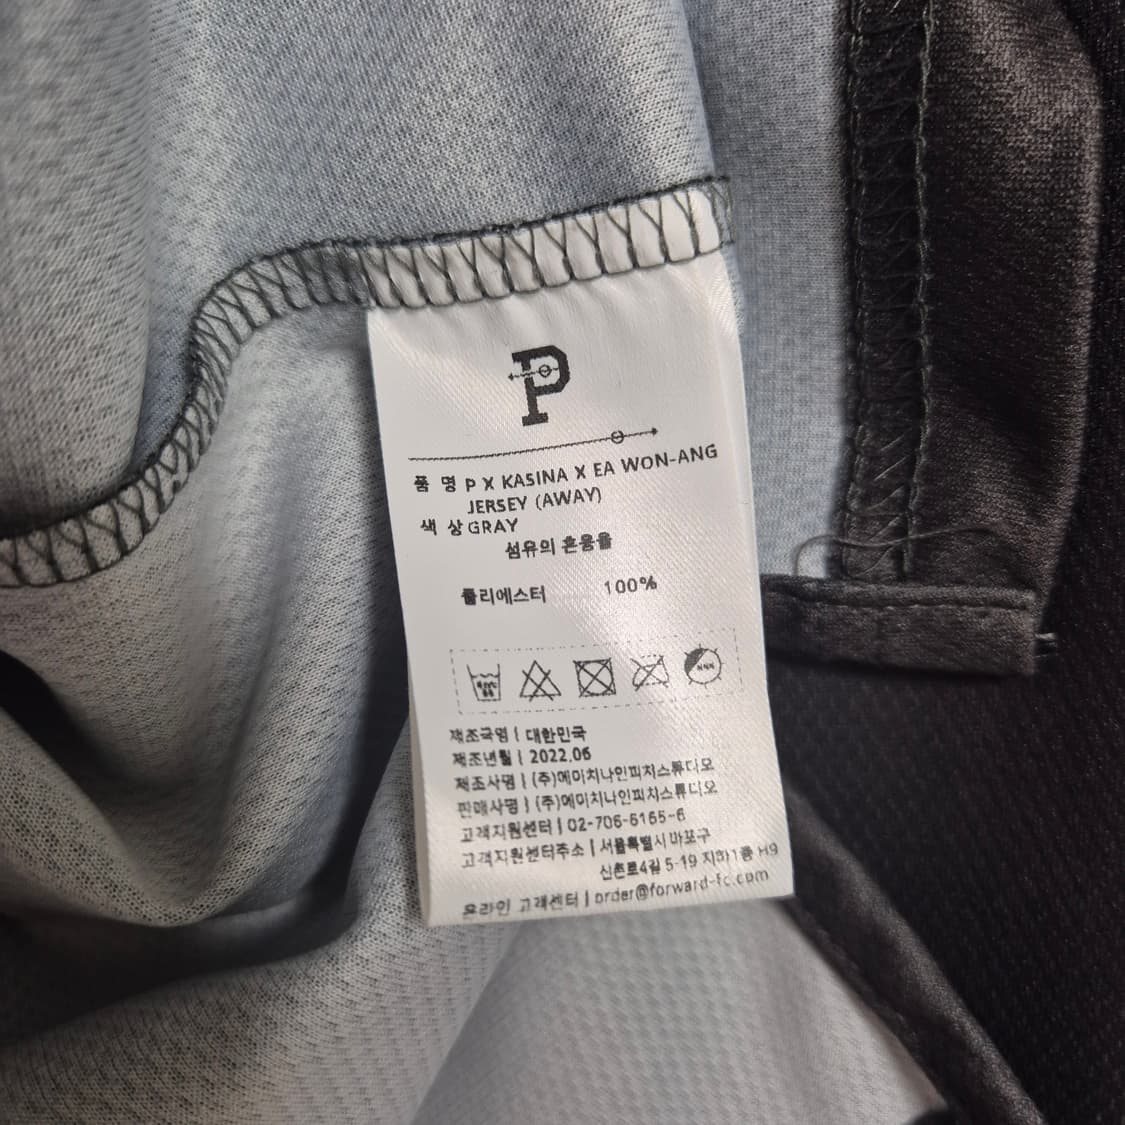 P
품 명 P X KASINA X EA WON-ANG
JERSEY (AWAY)
색 상 GRAY
섬유의 혼용율
폴리에스터 100%
제조국명 | 대한민국
제조년월 | 2022.06
제조사명 | (주)에이치나인피치스튜디오
판매사명 | (주)에이치나인피치스튜디오
고객지원센터 | 02-706-6165~6
고객지원센터주소 | 서울특별시 마포구
신촌로4길 5-19 지하1층 H9
온라인 고객센터 | order@forward-fc.com